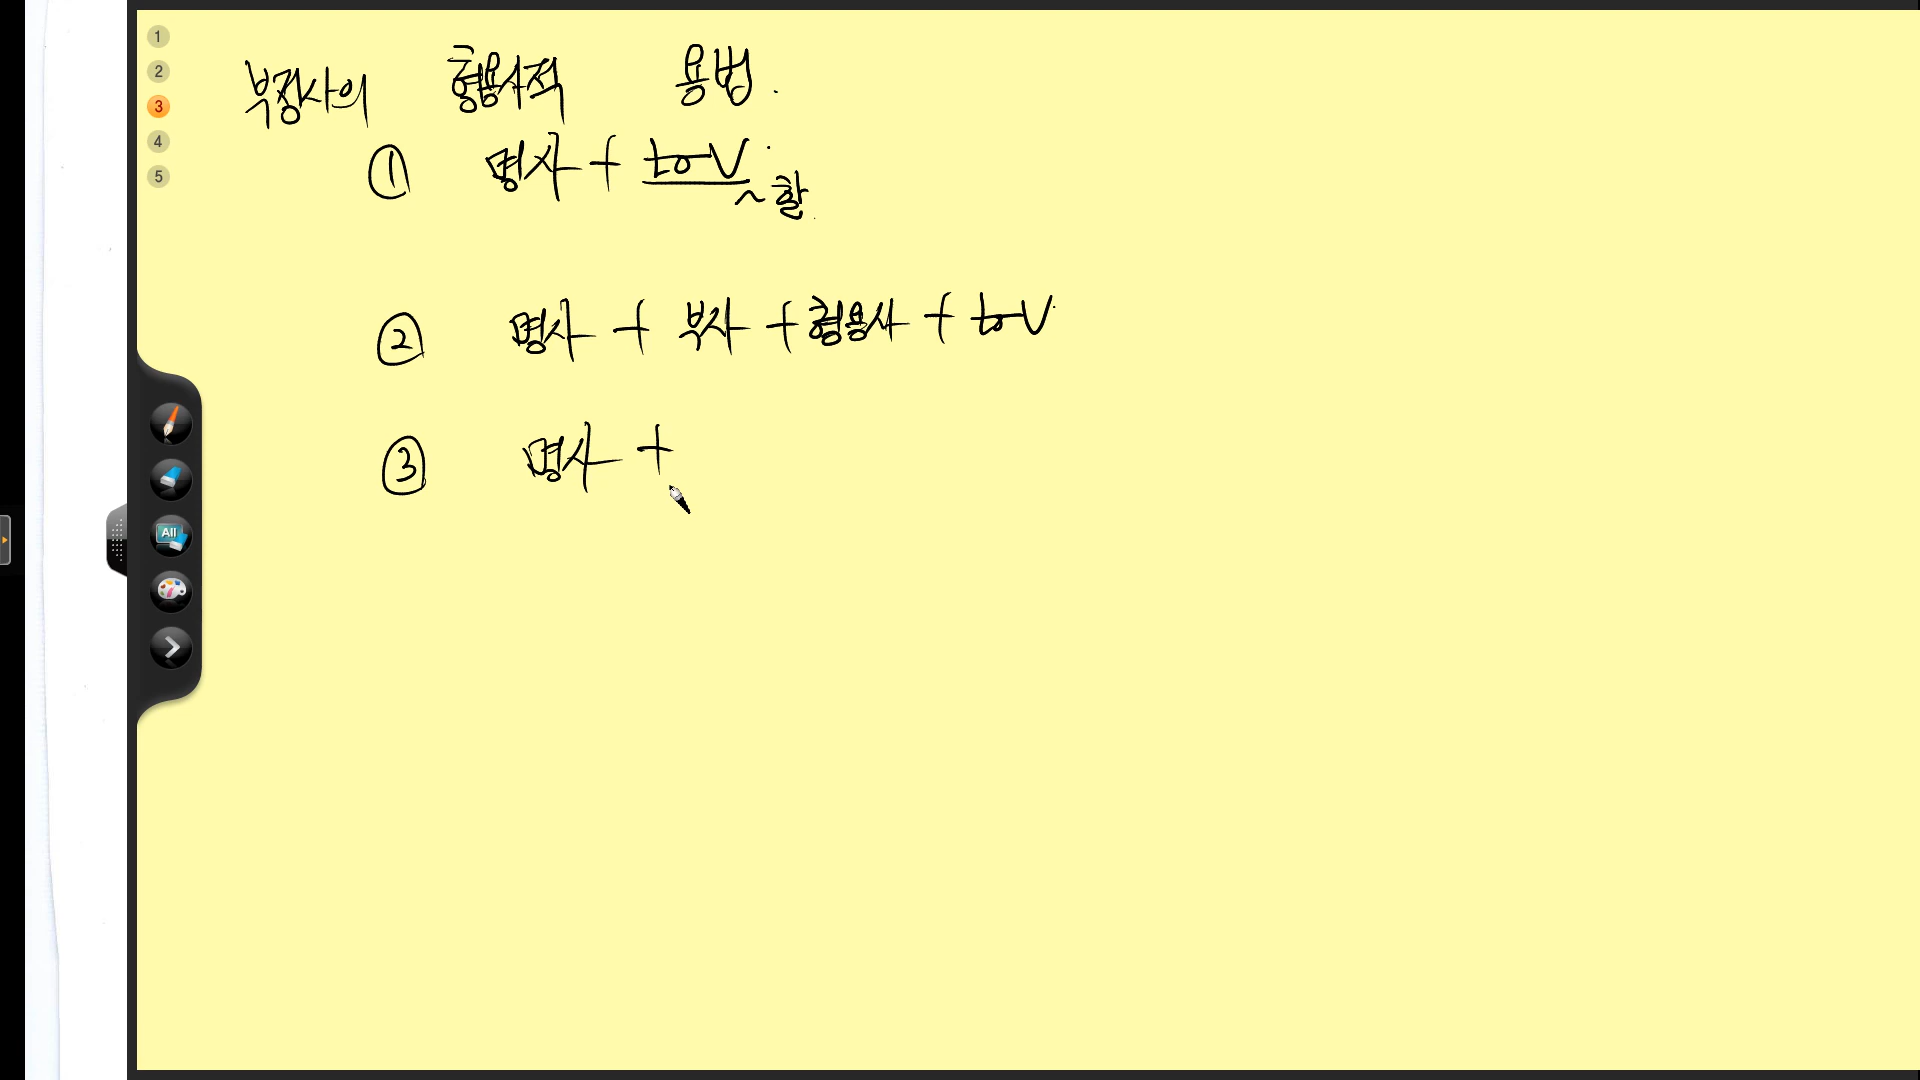 1
2
3
4
5
부정사의 형용사적 용법.
① 명사 + to V
~할
② 명사 + 부사 + 형용사 + to V
③ 명사 +
All